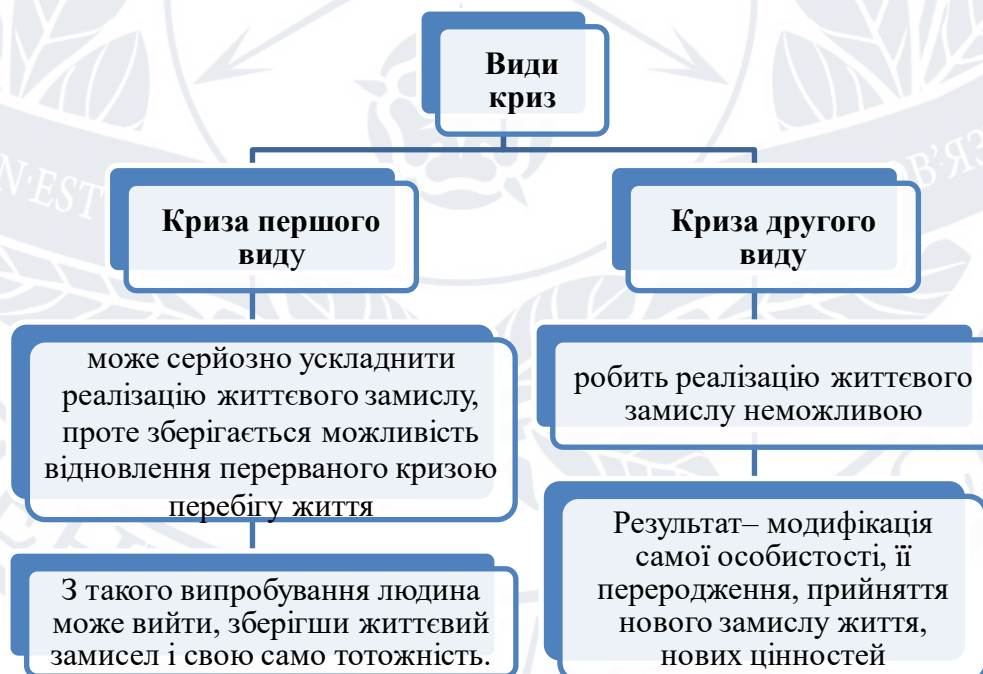 Види
криз
Криза першого
виду
Криза другого
виду
може серйозно ускладнити
реалізацію життєвого замислу,
проте зберігається можливість
відновлення перерваного кризою
перебігу життя
робить реалізацію життєвого
замислу неможливою
З такого випробування людина
може вийти, зберігши життєвий
замисел і свою само тотожність.
Результат– модифікація
самої особистості, її
переродження, прийняття
нового замислу життя,
нових цінностей
N·EST